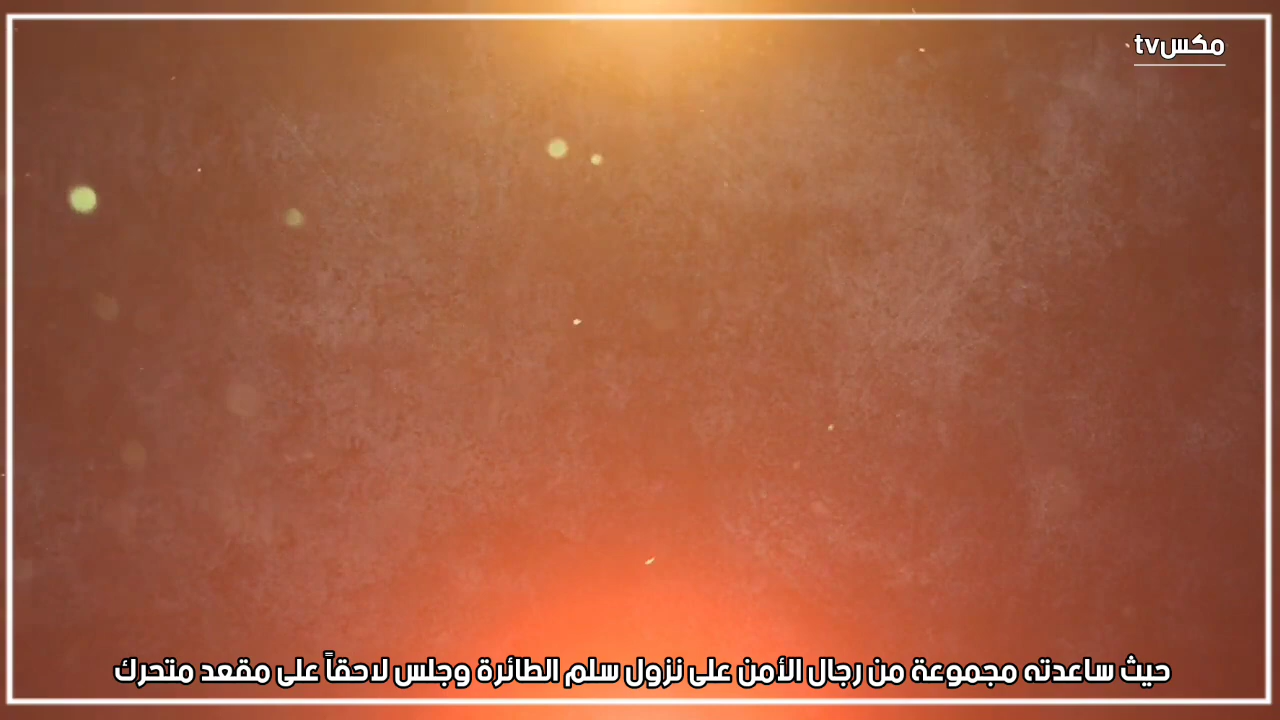 مكسtv
حيث ساعدته مجموعة من رجال الأمن على نزول سلم الطائرة وجلس لاحقاً على مقعد متحرك